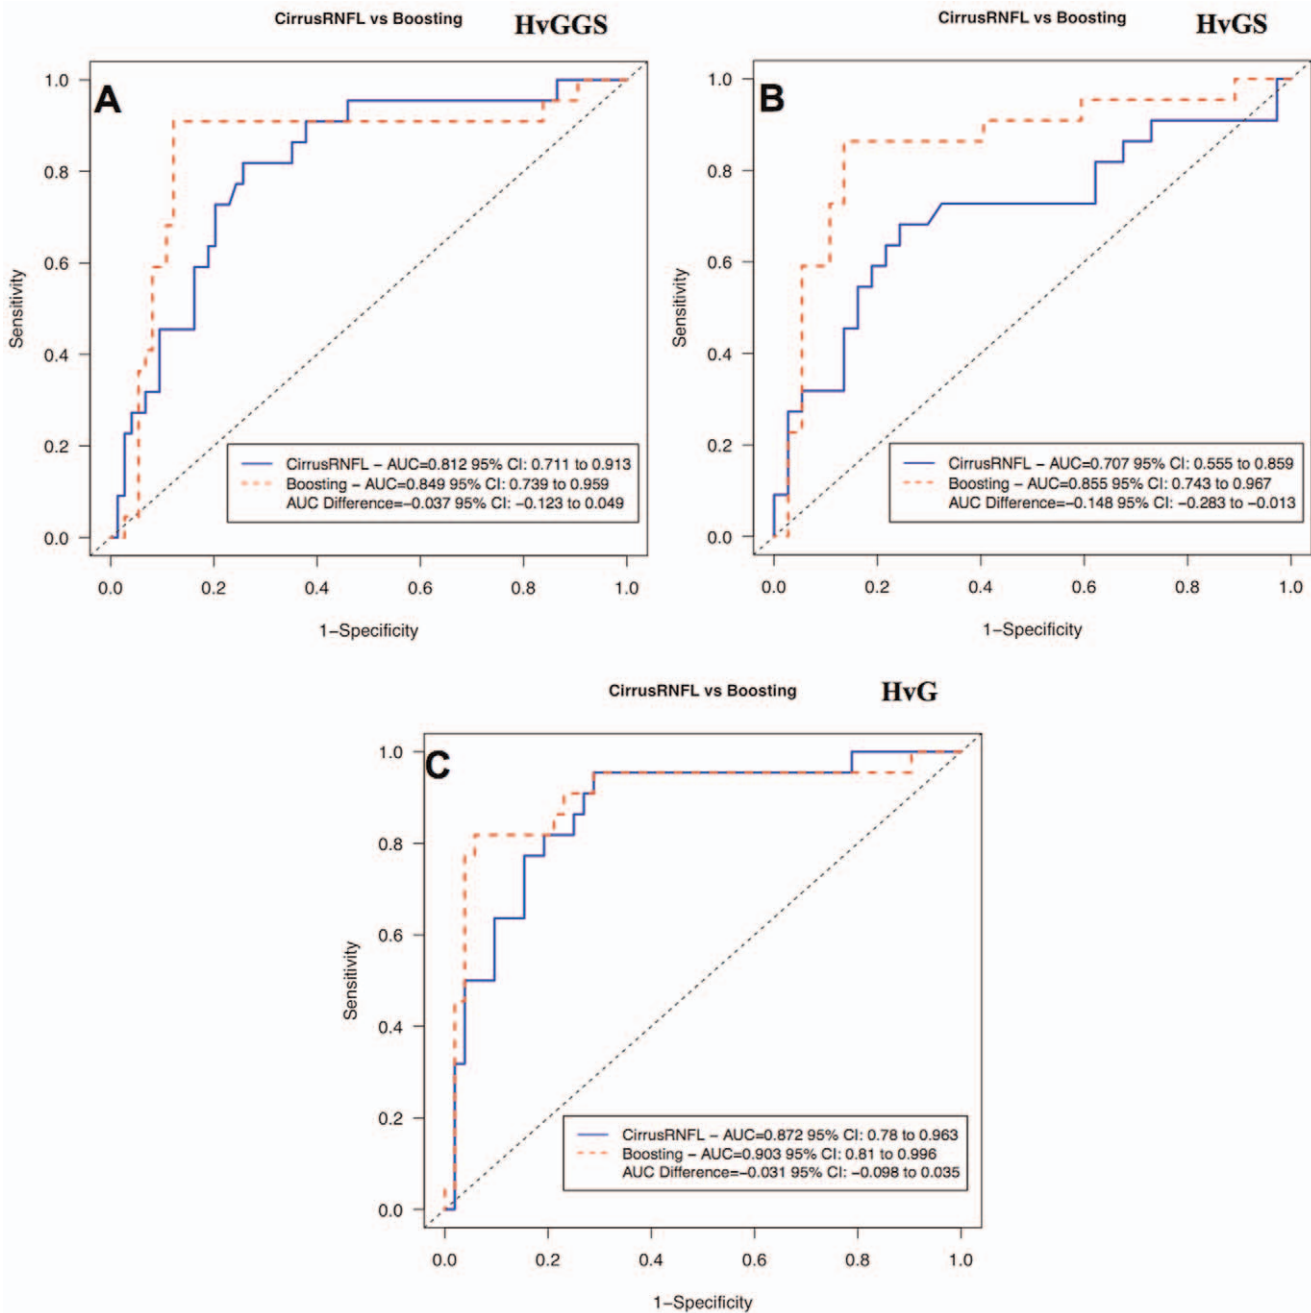 CirrusRNFL vs Boosting HvGGS
A
1.0
0.8
0.6
0.4
0.2
0.0
Sensitivity
CirrusRNFL − AUC=0.812 95% CI: 0.711 to 0.913
Boosting − AUC=0.849 95% CI: 0.739 to 0.959
AUC Difference=−0.037 95% CI: −0.123 to 0.049
0.0 0.2 0.4 0.6 0.8 1.0
1−Specificity
CirrusRNFL vs Boosting HvGS
B
1.0
0.8
0.6
0.4
0.2
0.0
Sensitivity
CirrusRNFL − AUC=0.707 95% CI: 0.555 to 0.859
Boosting − AUC=0.855 95% CI: 0.743 to 0.967
AUC Difference=−0.148 95% CI: −0.283 to −0.013
0.0 0.2 0.4 0.6 0.8 1.0
1−Specificity
CirrusRNFL vs Boosting HvG
C
1.0
0.8
0.6
0.4
0.2
0.0
Sensitivity
CirrusRNFL − AUC=0.872 95% CI: 0.78 to 0.963
Boosting − AUC=0.903 95% CI: 0.81 to 0.996
AUC Difference=−0.031 95% CI: −0.098 to 0.035
0.0 0.2 0.4 0.6 0.8 1.0
1−Specificity